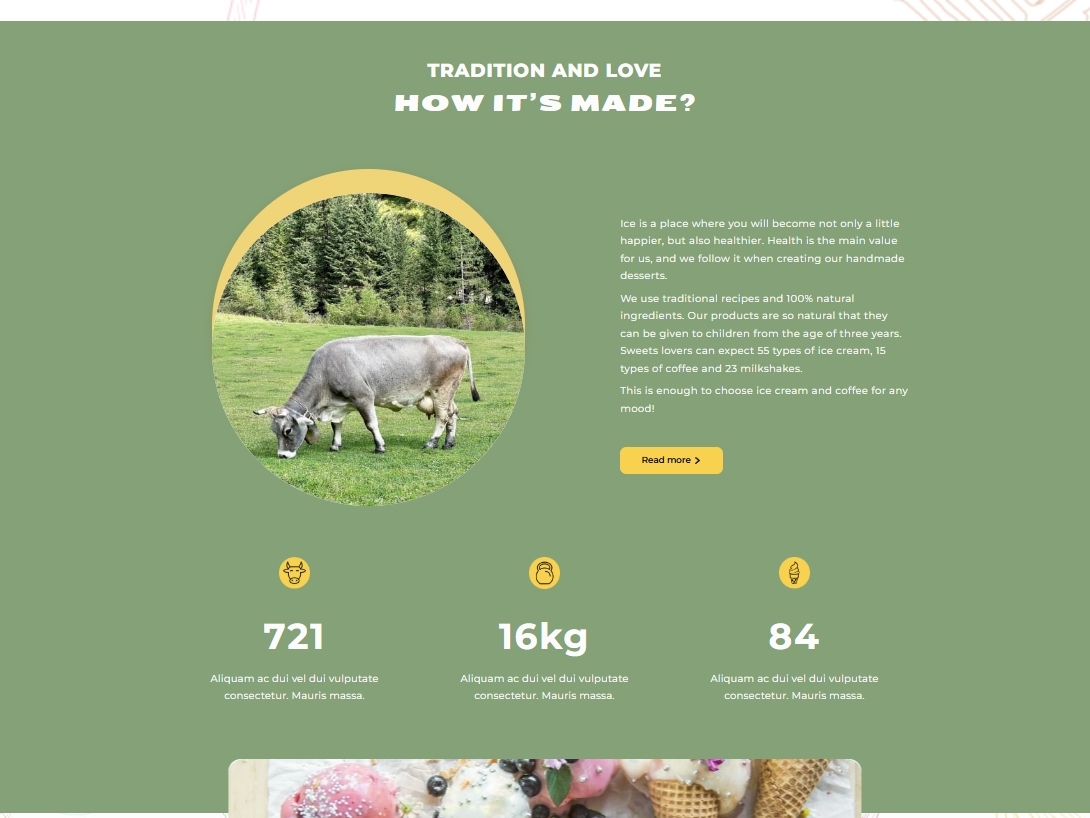 TRADITION AND LOVE
HOW IT'S MADE?
Ice is a place where you will become not only a little
happier, but also healthier. Health is the main value
for us, and we follow it when creating our handmade
desserts.
We use traditional recipes and 100% natural
ingredients. Our products are so natural that they
can be given to children from the age of three years.
Sweets lovers can expect 55 types of ice cream, 15
types of coffee and 23 milkshakes.
This is enough to choose ice cream and coffee for any
mood!
Read more
721
16kg
84
Aliquam ac dui vel dui vulputate
consectetur. Mauris massa.
Aliquam ac dui vel dui vulputate
consectetur. Mauris massa.
Aliquam ac dui vel dui vulputate
consectetur. Mauris massa.